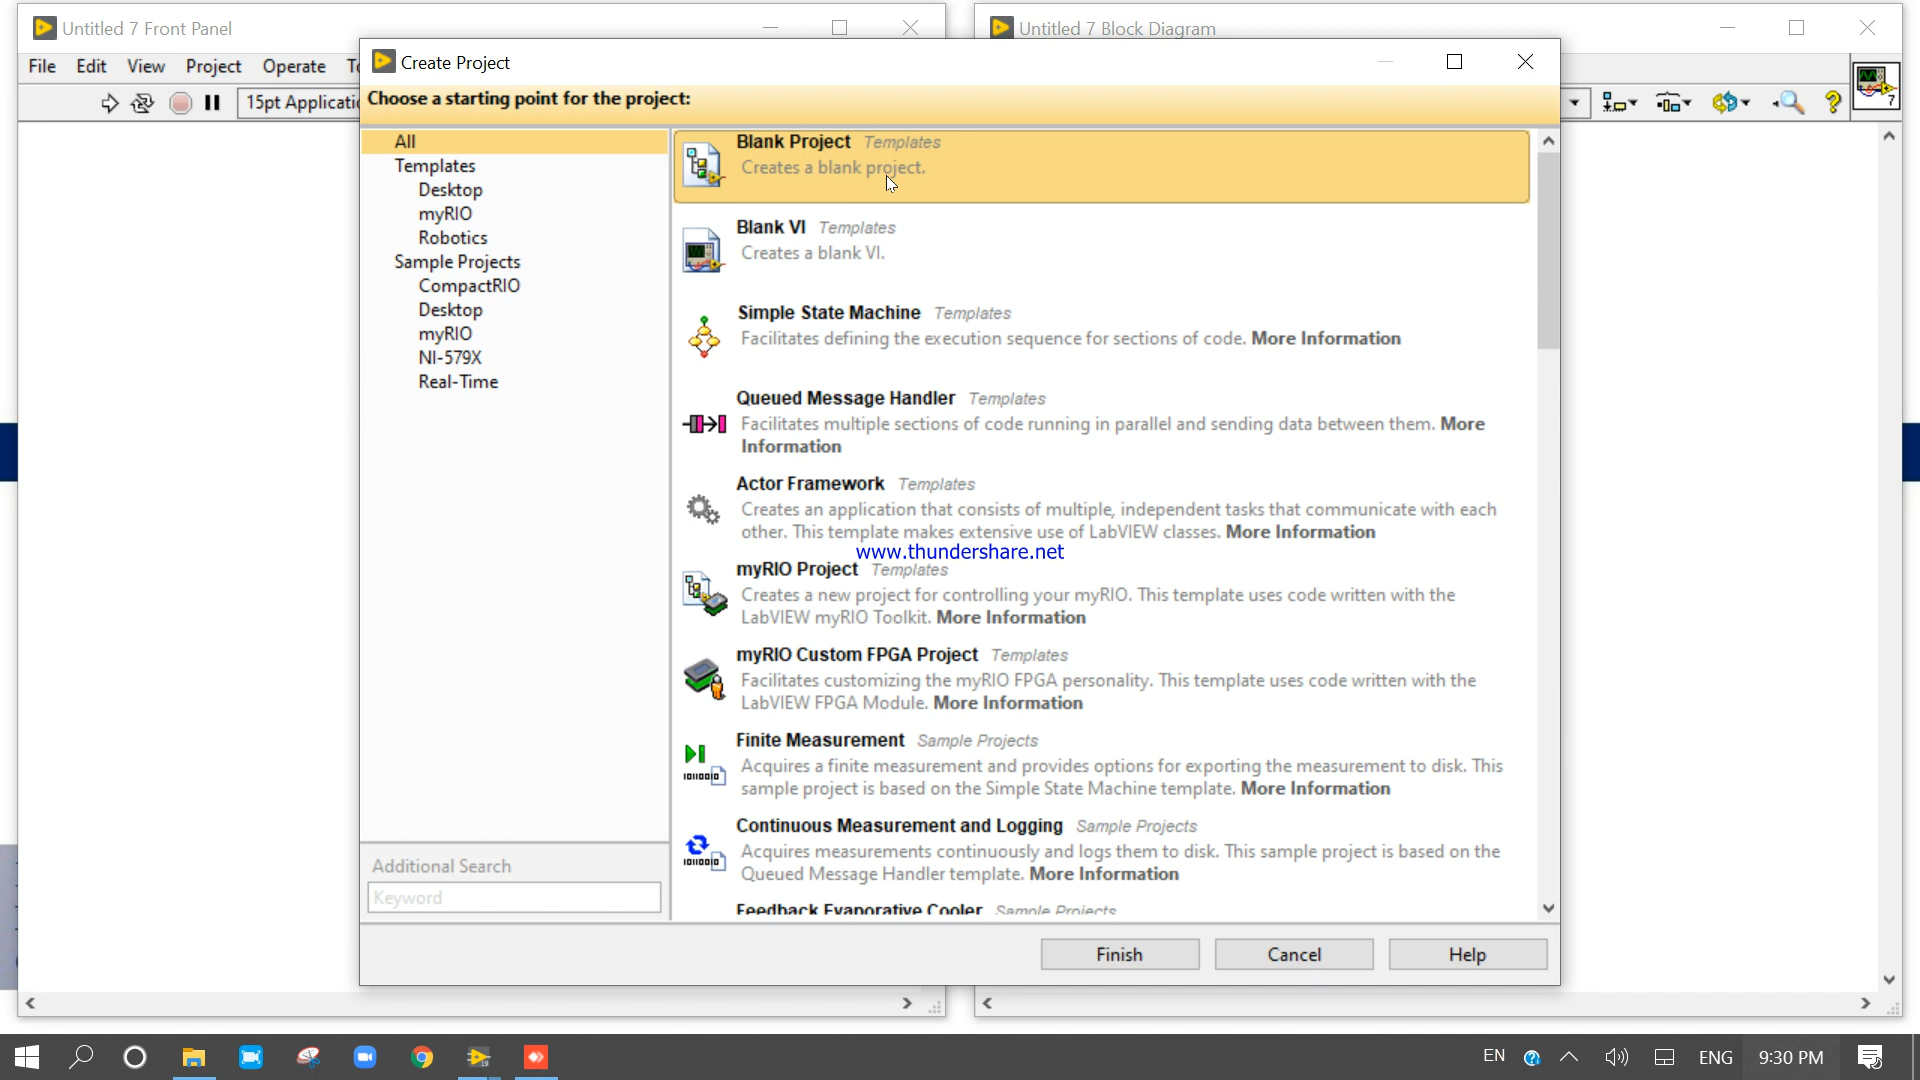 Untitled 7 Front Panel
Untitled 7 Block Diagram
File Edit View Project Operate
15pt Applicatio
7
Create Project
Choose a starting point for the project:
All
Templates
Desktop
myRIO
Robotics
Sample Projects
CompactRIO
Desktop
myRIO
NI-579X
Real-Time
Additional Search
Keyword
Blank Project Templates
Creates a blank project.
Blank VI Templates
Creates a blank VI.
Simple State Machine Templates
Facilitates defining the execution sequence for sections of code. More Information
Queued Message Handler Templates
Facilitates multiple sections of code running in parallel and sending data between them. More
Information
Actor Framework Templates
Creates an application that consists of multiple, independent tasks that communicate with each
other. This template makes extensive use of LabVIEW classes. More Information
www.thundershare.net
myRIO Project Templates
Creates a new project for controlling your myRIO. This template uses code written with the
LabVIEW myRIO Toolkit. More Information
myRIO Custom FPGA Project Templates
Facilitates customizing the myRIO FPGA personality. This template uses code written with the
LabVIEW FPGA Module. More Information
Finite Measurement Sample Projects
Acquires a finite measurement and provides options for exporting the measurement to disk. This
sample project is based on the Simple State Machine template. More Information
Continuous Measurement and Logging Sample Projects
Acquires measurements continuously and logs them to disk. This sample project is based on the
Queued Message Handler template. More Information
Feedback Evaporative Cooler Sample Projects
Finish Cancel Help
EN ENG 9:30 PM